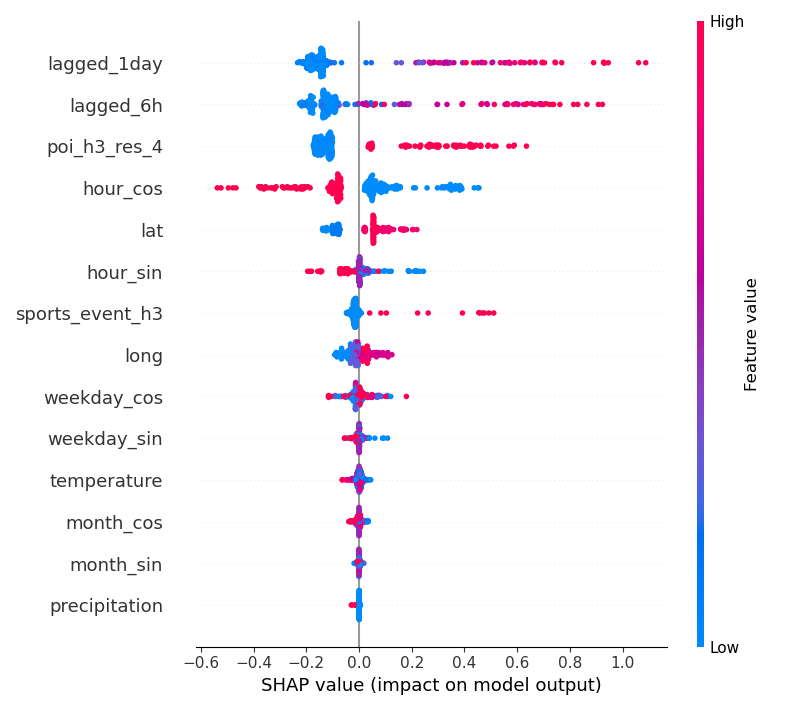 High
lagged_1day
lagged_6h
poi_h3_res_4
hour_cos
lat
hour_sin
sports_event_h3
long
weekday_cos
weekday_sin
temperature
month_cos
month_sin
precipitation
Feature value
Low
−0.6 −0.4 −0.2 0.0 0.2 0.4 0.6 0.8 1.0
SHAP value (impact on model output)